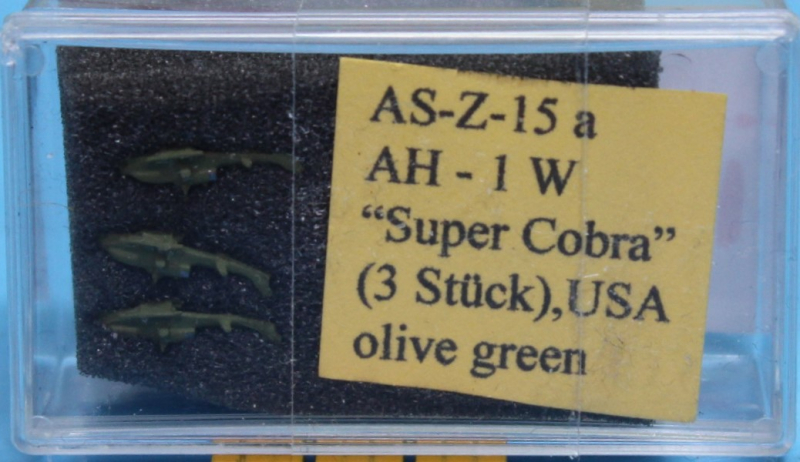 AS-Z-15 a
AH - 1 W
“Super Cobra”
(3 Stück),USA
olive green